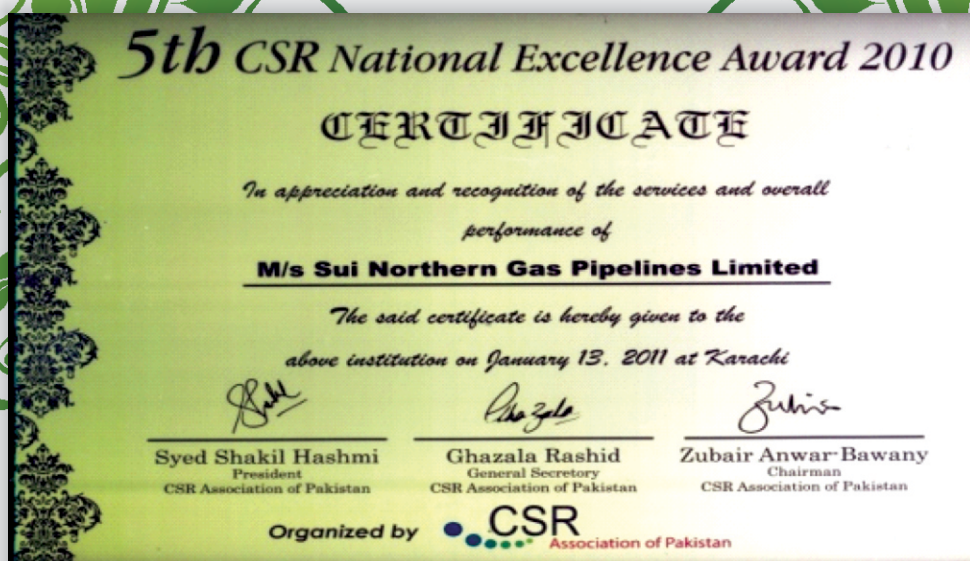 5th CSR National Excellence Award 2010
CERTIFICATE
In appreciation and recognition of the services and overall
performance of
M/s Sui Northern Gas Pipelines Limited
The said certificate is hereby given to the
above institution on January 13, 2011 at Karachi
Syed Shakil Hashmi Ghazala Rashid Zubair Anwar-Bawany
President General Secretary Chairman
CSR Association of Pakistan CSR Association of Pakistan CSR Association of Pakistan
Organized by CSR
Association of Pakistan